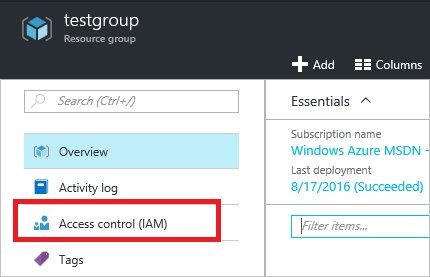 testgroup
Resource group
Add
Columns
Search (Ctrl+/)
Overview
Activity log
Access control (IAM)
Tags
Essentials
Subscription name
Windows Azure MSDN -
Last deployment
8/17/2016 (Succeeded)
Filter items...